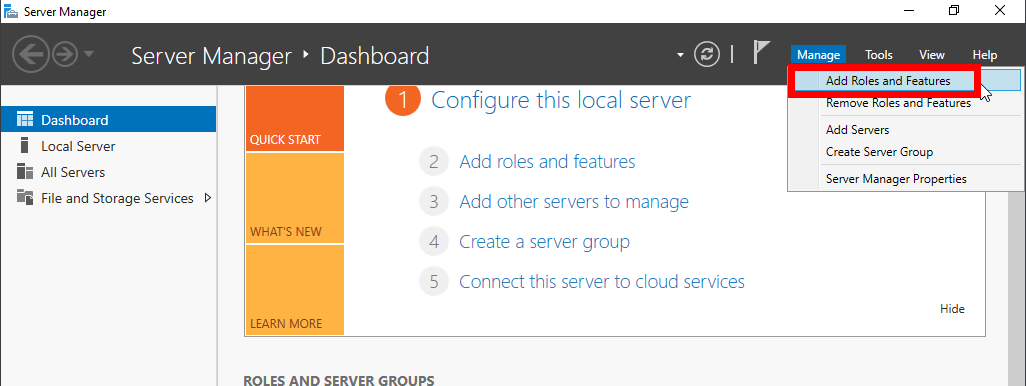 Server Manager
Server Manager ‣ Dashboard
Manage Tools View Help
Add Roles and Features
Remove Roles and Features
Add Servers
Create Server Group
Server Manager Properties
Dashboard
Local Server
All Servers
File and Storage Services
QUICK START
WHAT'S NEW
LEARN MORE
1 Configure this local server
2 Add roles and features
3 Add other servers to manage
4 Create a server group
5 Connect this server to cloud services
Hide
ROLES AND SERVER GROUPS